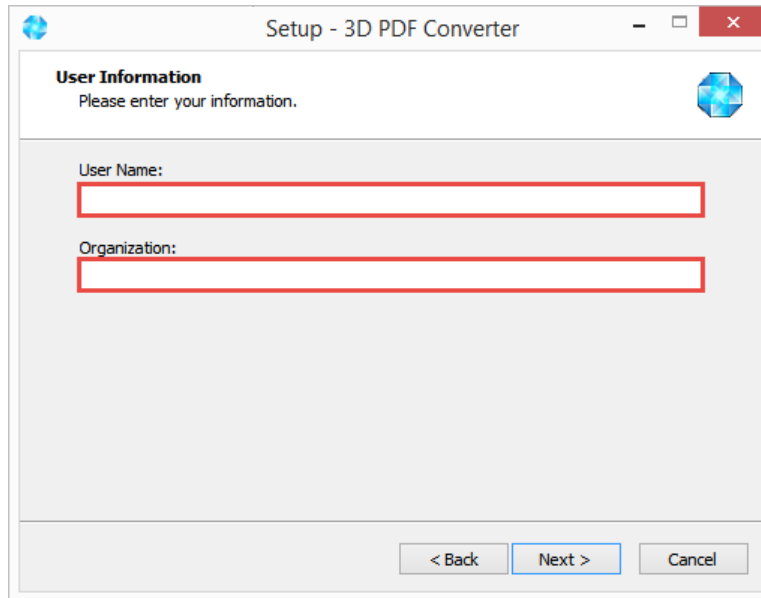 Setup - 3D PDF Converter
User Information
Please enter your information.
User Name:
Organization:
< Back Next > Cancel